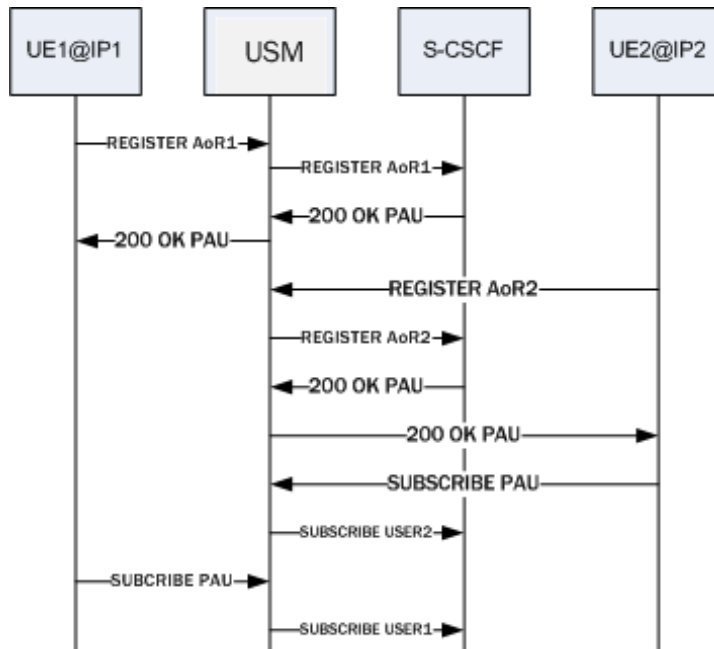 UE1@IP1
USM
S-CSCF
UE2@IP2
REGISTER AoR1
REGISTER AoR1
200 OK PAU
200 OK PAU
REGISTER AoR2
REGISTER AoR2
200 OK PAU
200 OK PAU
SUBSCRIBE PAU
SUBSCRIBE USER2
SUBCRIBE PAU
SUBSCRIBE USER1